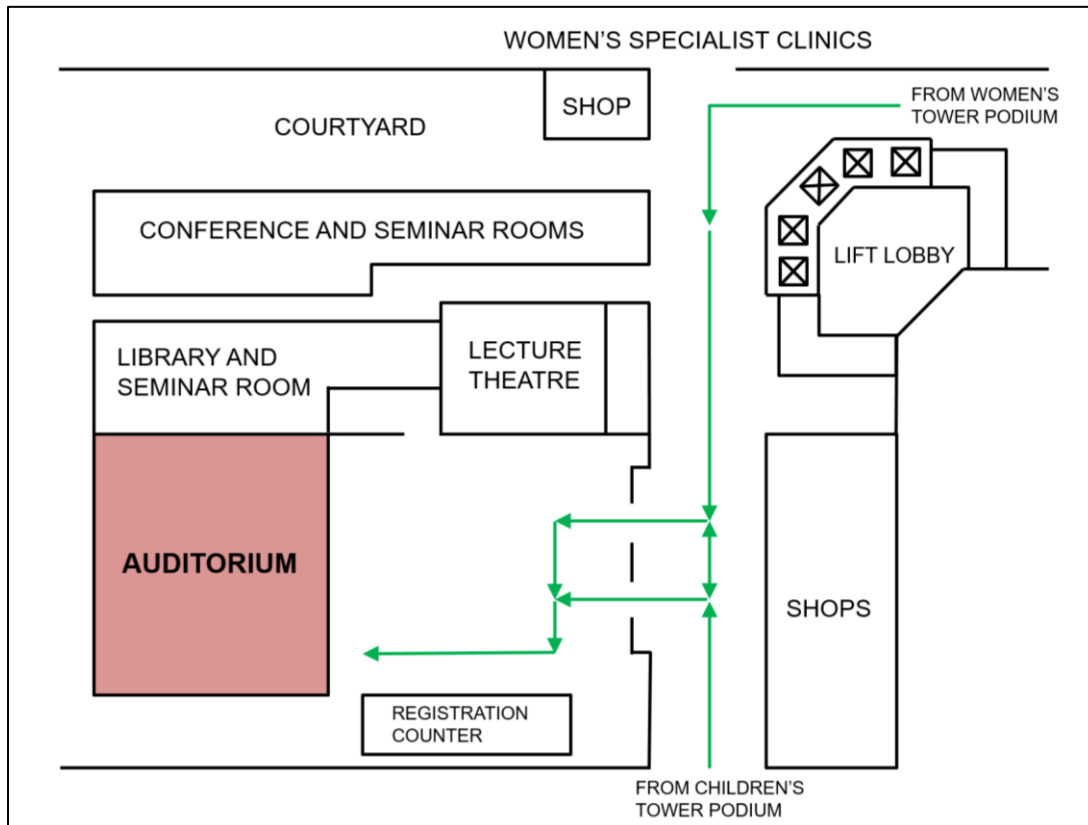 WOMEN'S SPECIALIST CLINICS
FROM WOMEN'S
TOWER PODIUM
SHOP
COURTYARD
CONFERENCE AND SEMINAR ROOMS
LIFT LOBBY
LIBRARY AND
SEMINAR ROOM
LECTURE
THEATRE
AUDITORIUM
SHOPS
REGISTRATION
COUNTER
FROM CHILDREN'S
TOWER PODIUM